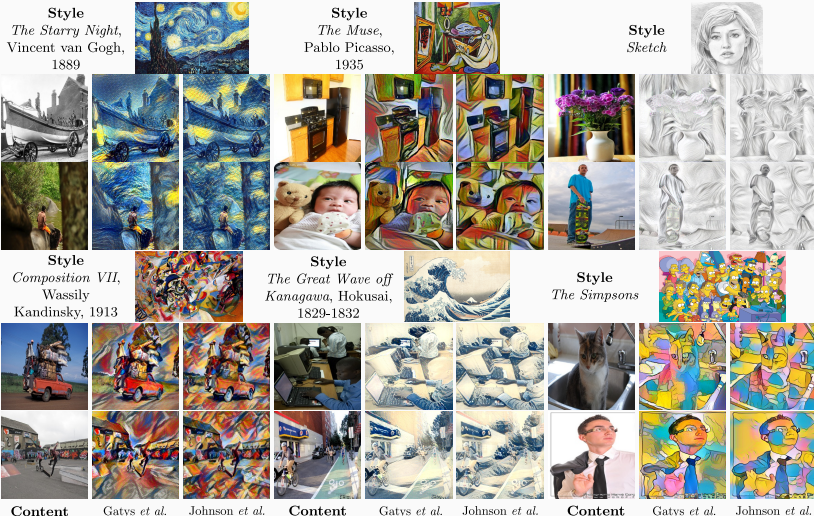 Style
The Starry Night,
Vincent van Gogh,
1889
Style
The Muse,
Pablo Picasso,
1935
Style
Sketch
Style
Composition VII,
Wassily
Kandinsky, 1913
Style
The Great Wave off
Kanagawa, Hokusai,
1829-1832
Style
The Simpsons
Content
Gatys et al.
Johnson et al.
Content
Gatys et al.
Johnson et al.
Content
Gatys et al.
Johnson et al.